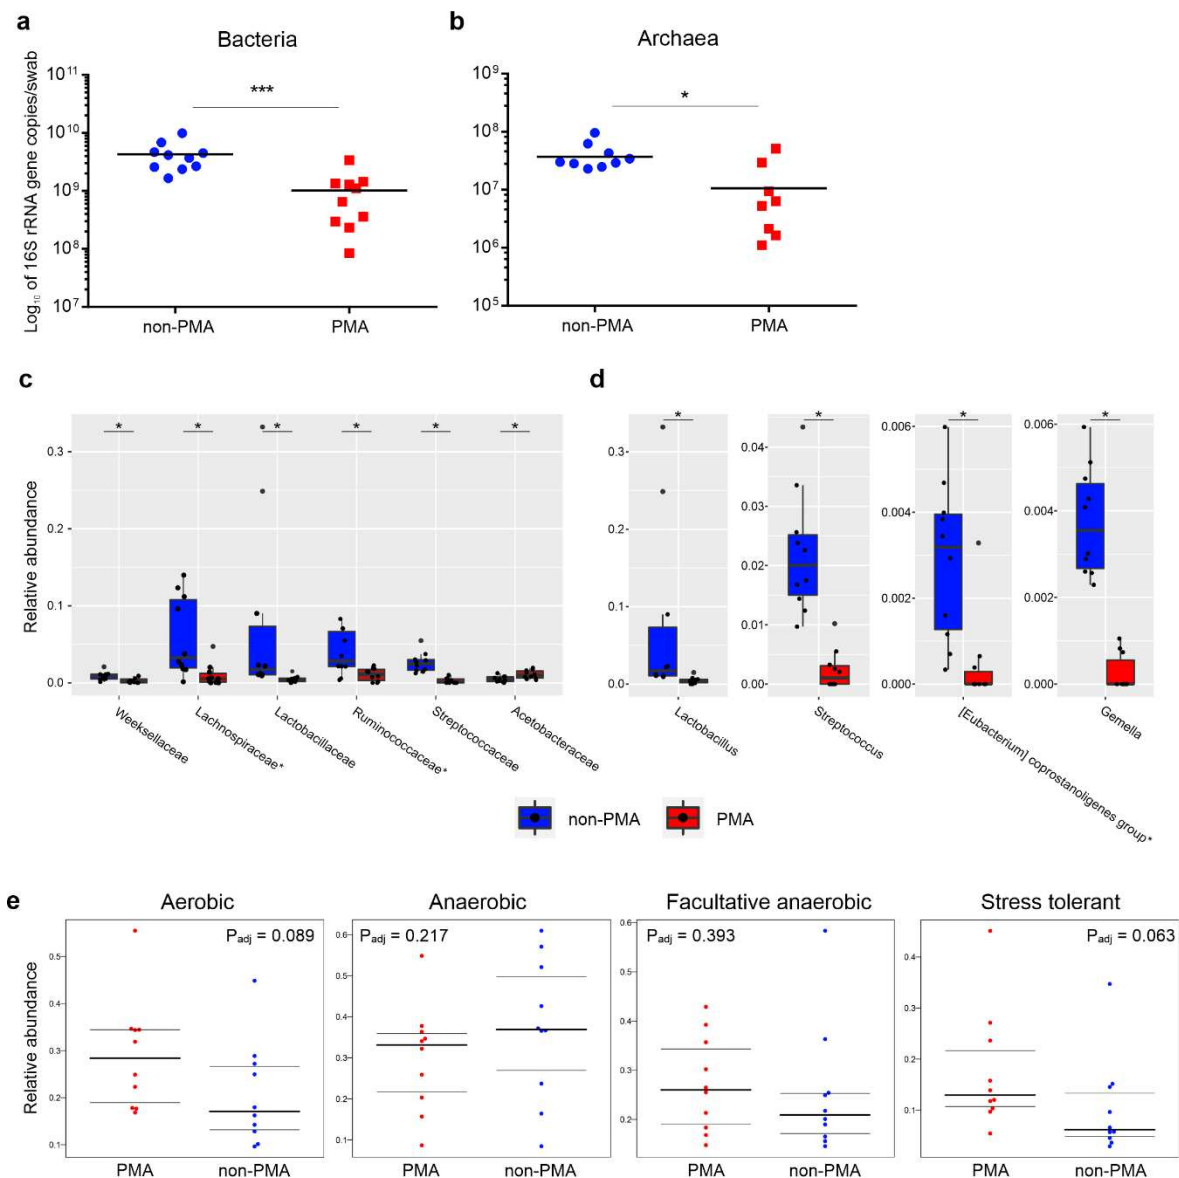 a
b
Bacteria
Archaea
Log₁₀ of 16S rRNA gene copies/swab
10¹¹
10¹⁰
10⁹
10⁸
10⁷
***
non-PMA
PMA
10⁹
10⁸
10⁷
10⁶
10⁵
*
non-PMA
PMA
c
d
Relative abundance
0.3
0.2
0.1
0.0
* * * * * *
Weeksellaceae
Lachnospiraceae*
Lactobacillaceae
Ruminococcaceae*
Streptococcaceae
Acetobacteraceae
0.3
0.2
0.1
0.0
*
Lactobacillus
0.04
0.03
0.02
0.01
0.00
*
Streptococcus
0.006
0.004
0.002
0.000
*
[Eubacterium] coprostanoligenes group*
0.006
0.004
0.002
0.000
*
Gemella
non-PMA
PMA
e
Relative abundance
Aerobic
P_adj = 0.089
0.5
0.4
0.3
0.2
0.1
PMA
non-PMA
Anaerobic
P_adj = 0.217
0.6
0.5
0.4
0.3
0.2
0.1
PMA
non-PMA
Facultative anaerobic
P_adj = 0.393
0.6
0.5
0.4
0.3
0.2
PMA
non-PMA
Stress tolerant
P_adj = 0.063
0.4
0.3
0.2
0.1
PMA
non-PMA